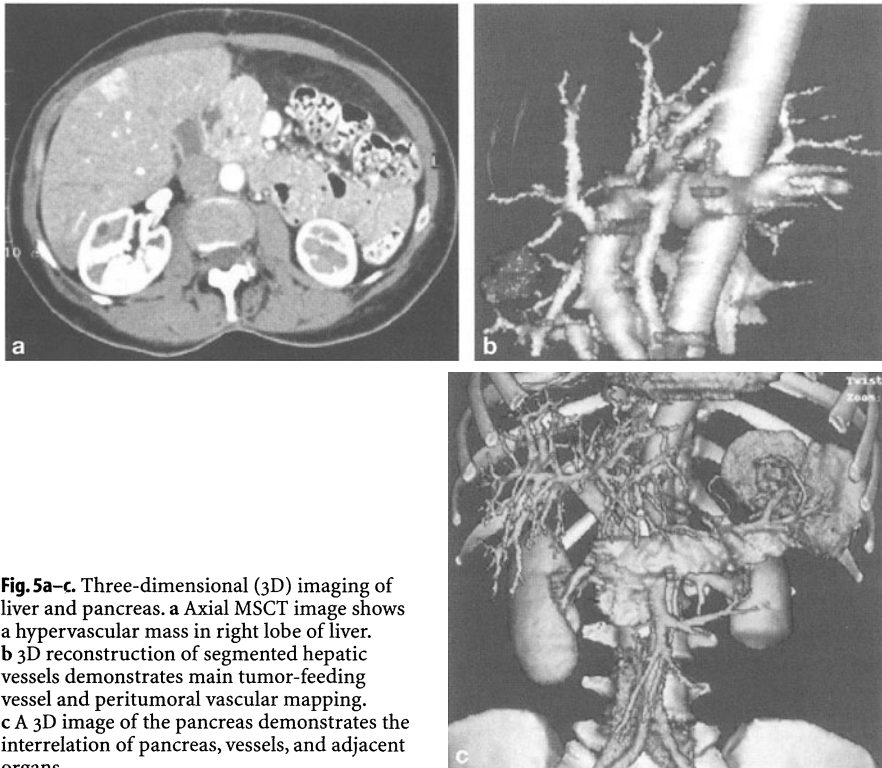 10
a
b
Twist
Zoom:
c
Fig. 5a–c. Three-dimensional (3D) imaging of
liver and pancreas. a Axial MSCT image shows
a hypervascular mass in right lobe of liver.
b 3D reconstruction of segmented hepatic
vessels demonstrates main tumor-feeding
vessel and peritumoral vascular mapping.
c A 3D image of the pancreas demonstrates the
interrelation of pancreas, vessels, and adjacent
organs